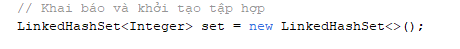 // Khai báo và khởi tạo tập hợp
LinkedHashSet<Integer> set = new LinkedHashSet<>();